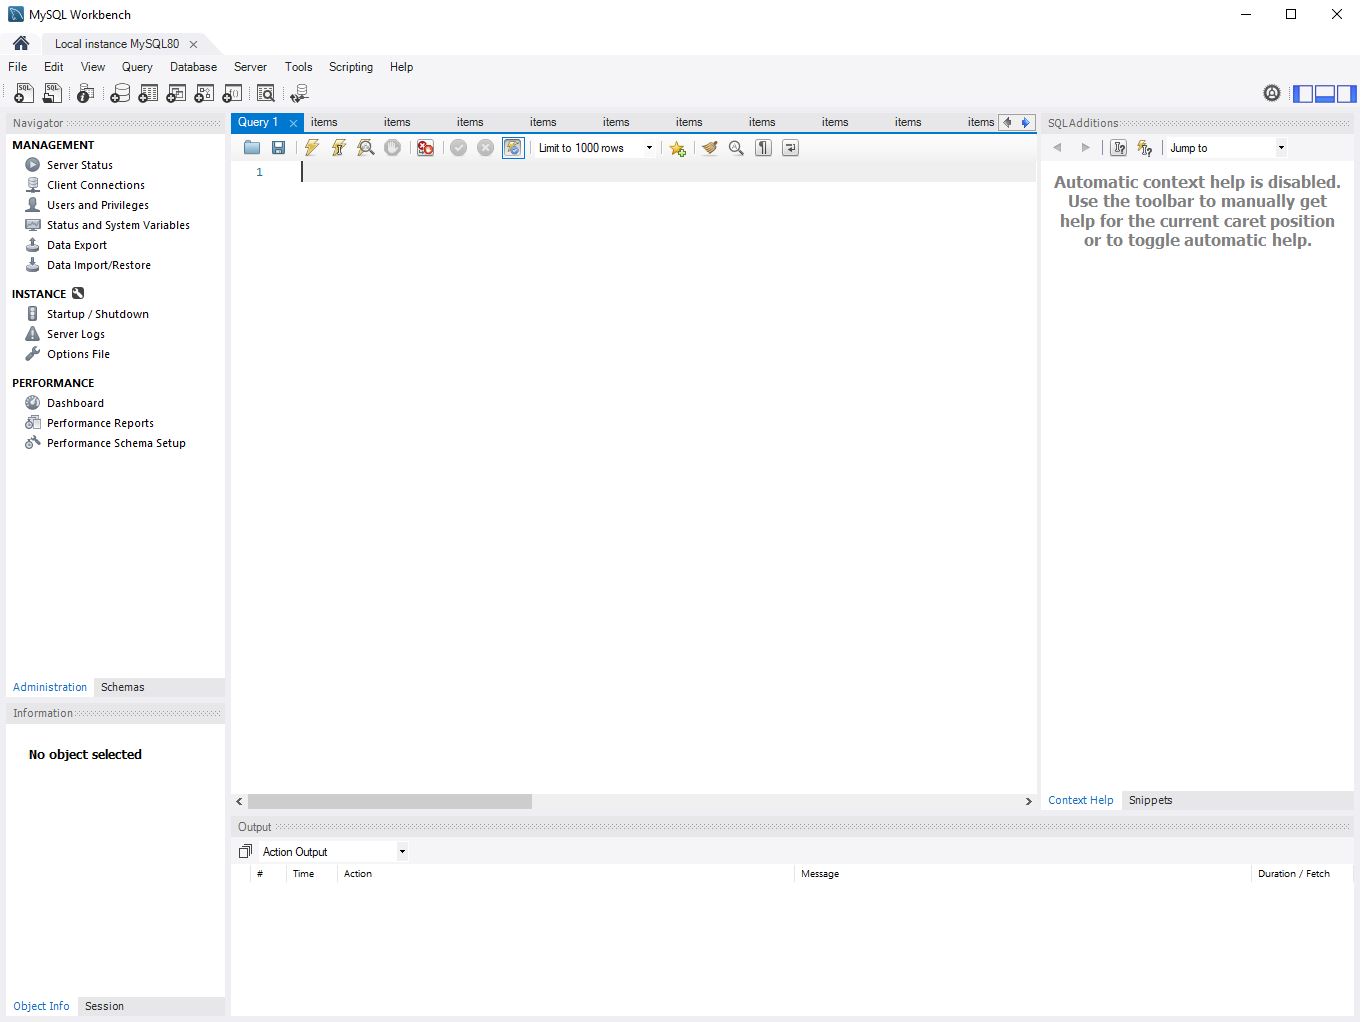 MySQL Workbench
Local instance MySQL80
File Edit View Query Database Server Tools Scripting Help
Navigator
MANAGEMENT
Server Status
Client Connections
Users and Privileges
Status and System Variables
Data Export
Data Import/Restore
INSTANCE
Startup / Shutdown
Server Logs
Options File
PERFORMANCE
Dashboard
Performance Reports
Performance Schema Setup
Administration Schemas
Information
No object selected
Object Info Session
Query 1 items items items items items items items items items items
Limit to 1000 rows
1
SQLAdditions
Jump to
Automatic context help is disabled.
Use the toolbar to manually get
help for the current caret position
or to toggle automatic help.
Context Help Snippets
Output
Action Output
# Time Action Message Duration / Fetch